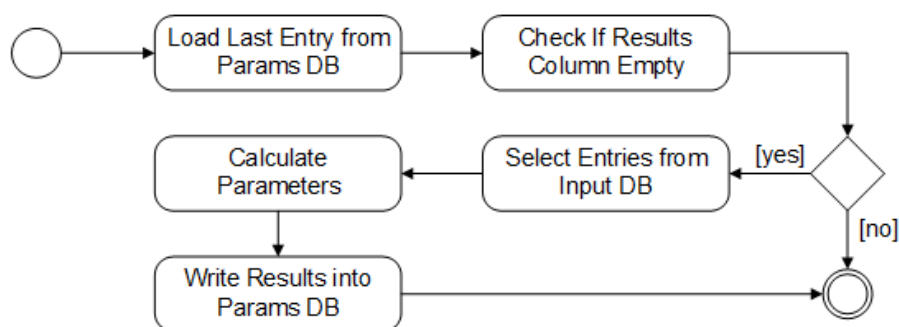 Load Last Entry from
Params DB
Check If Results
Column Empty
Calculate
Parameters
Select Entries from
Input DB
[yes]
[no]
Write Results into
Params DB